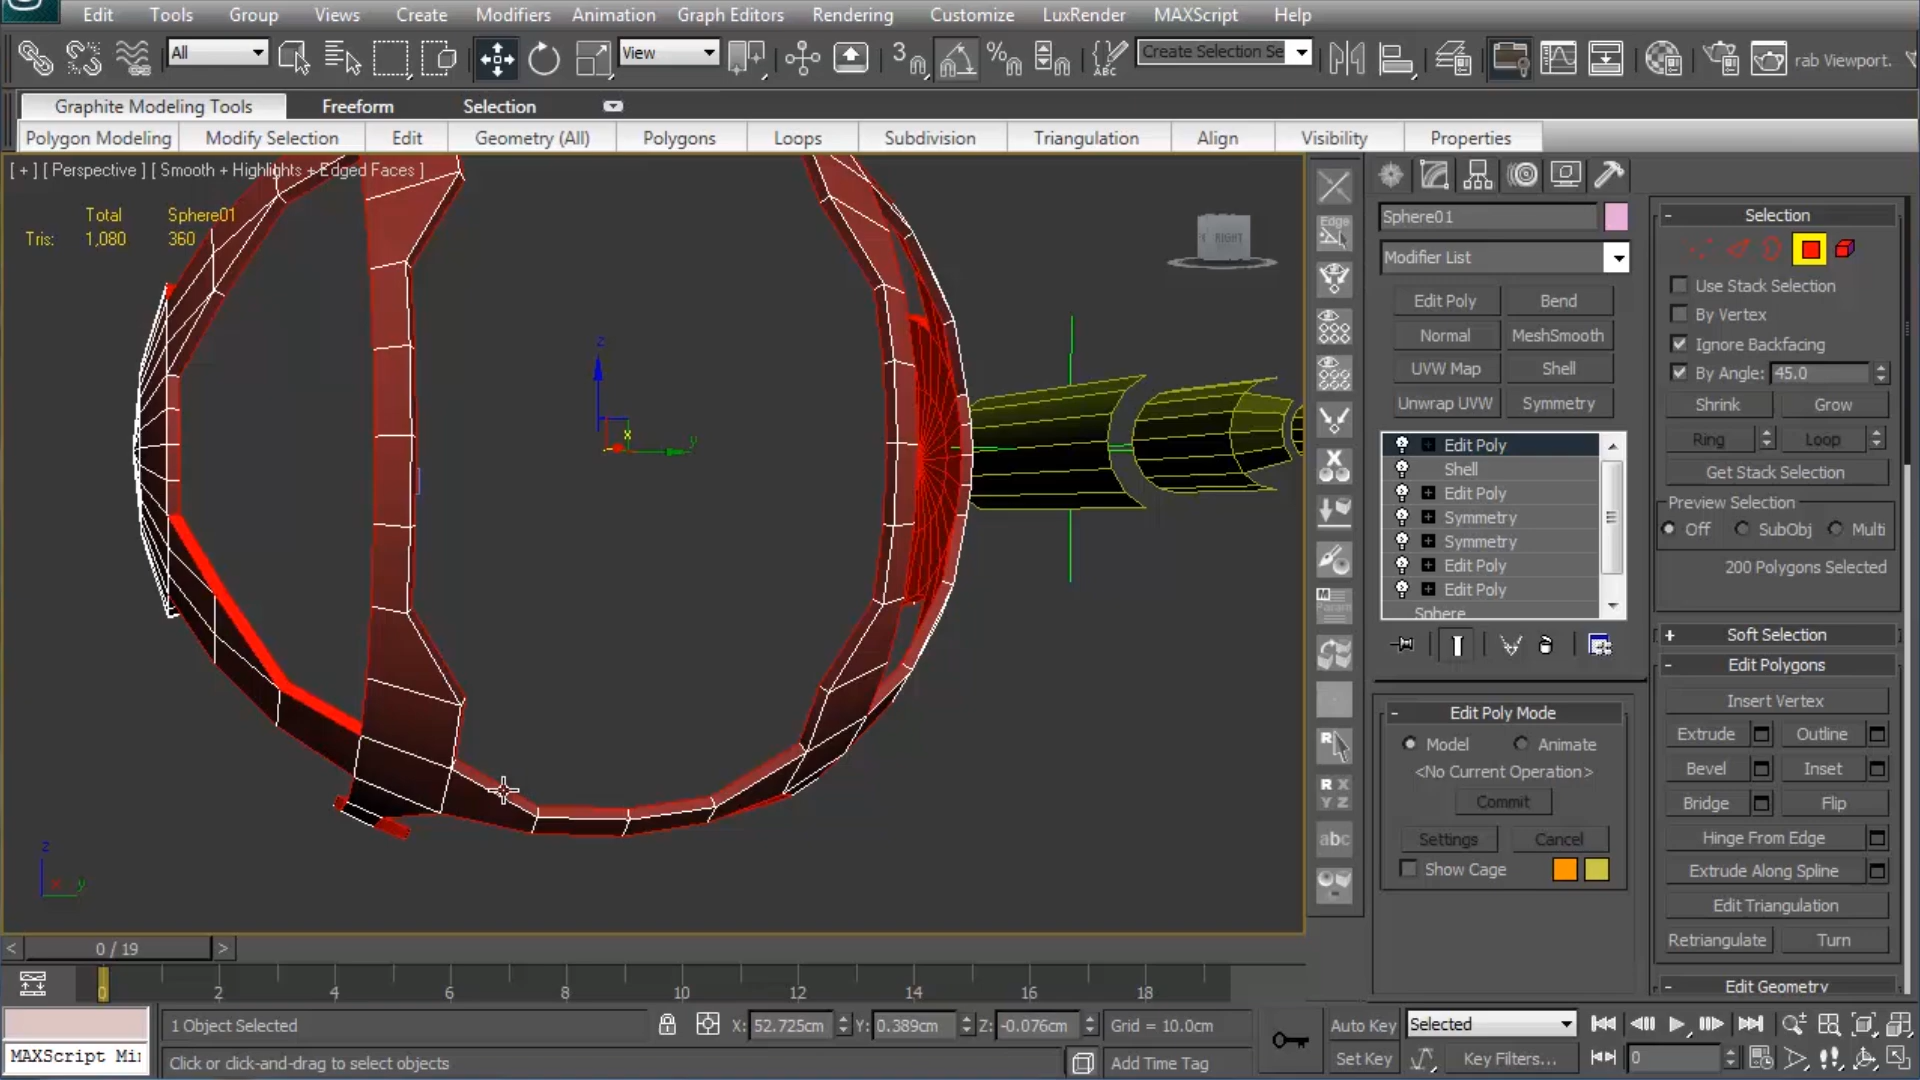 Edit Tools Group Views Create Modifiers Animation Graph Editors Rendering Customize LuxRender MAXScript Help
All View 3 % ABC Create Selection Se rab Viewport.
Graphite Modeling Tools Freeform Selection
Polygon Modeling Modify Selection Edit Geometry (All) Polygons Loops Subdivision Triangulation Align Visibility Properties
[ + ] [ Perspective ] [ Smooth + Highlights + Edged Faces ]
Total Sphere01
Tris: 1,080 360
RIGHT
z
x
y
z
x y
Edge
abc
R X
Y Z
Sphere01
Modifier List
Edit Poly Bend
Normal MeshSmooth
UVW Map Shell
Unwrap UVW Symmetry
Edit Poly
Shell
Edit Poly
Symmetry
Symmetry
Edit Poly
Edit Poly
Sphere
- Edit Poly Mode
Model Animate
<No Current Operation>
Commit
Settings Cancel
Show Cage
- Selection
Use Stack Selection
By Vertex
Ignore Backfacing
By Angle: 45.0
Shrink Grow
Ring Loop
Get Stack Selection
Preview Selection
Off SubObj Multi
200 Polygons Selected
+ Soft Selection
- Edit Polygons
Insert Vertex
Extrude Outline
Bevel Inset
Bridge Flip
Hinge From Edge
Extrude Along Spline
Edit Triangulation
Retriangulate Turn
- Edit Geometry
< 0 / 19 >
0 2 4 6 8 10 12 14 16 18
1 Object Selected X: 52.725cm Y: 0.389cm Z: -0.076cm Grid = 10.0cm Auto Key Selected
MAXScript Mi Click or click-and-drag to select objects Add Time Tag Set Key Key Filters... 0